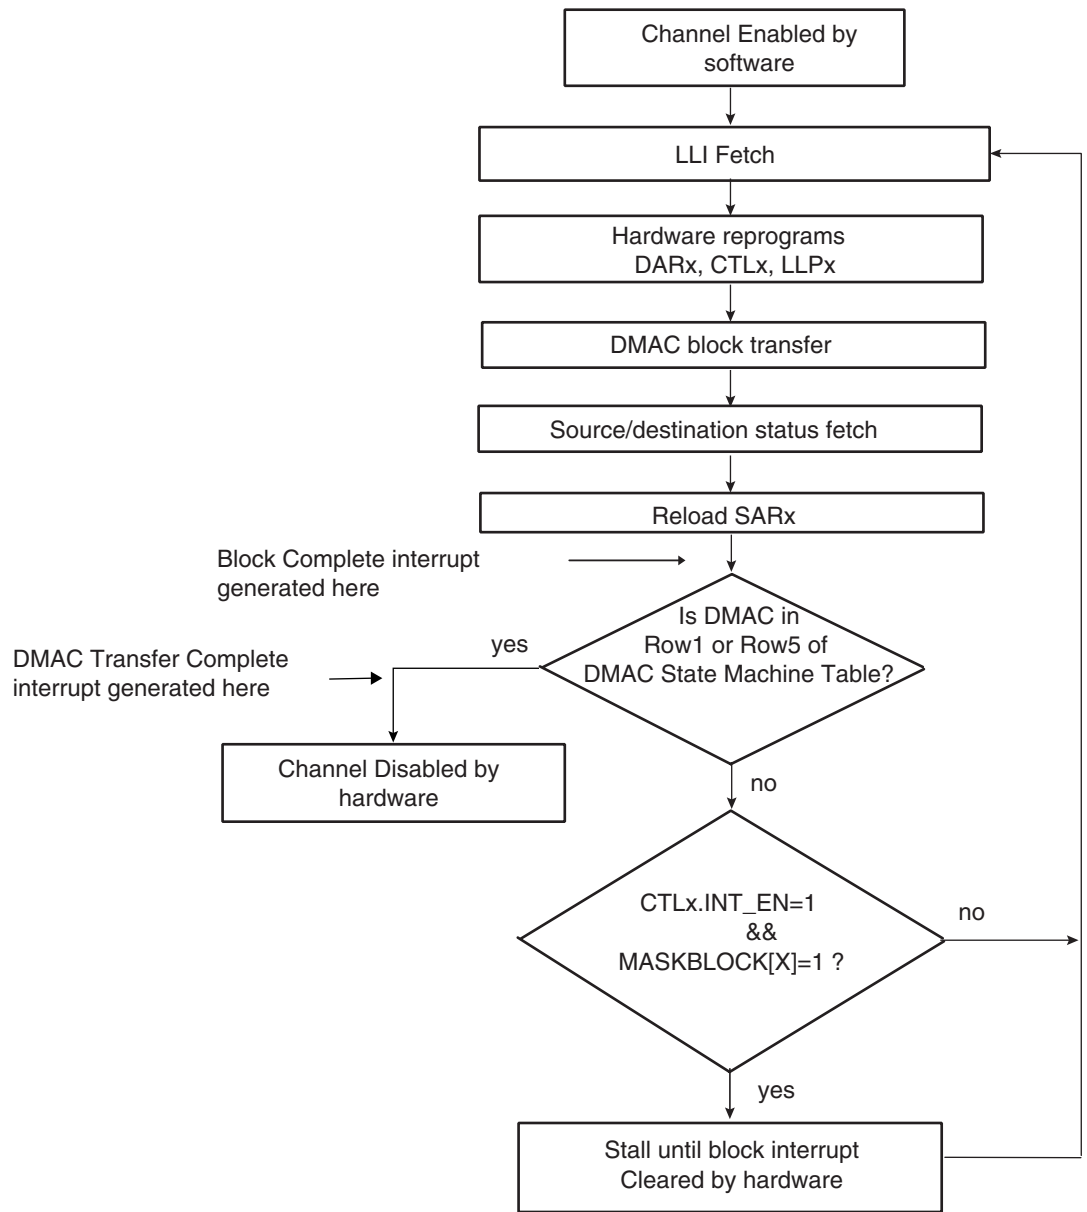 Channel Enabled by
software
LLI Fetch
Hardware reprograms
DARx, CTLx, LLPx
DMAC block transfer
Source/destination status fetch
Reload SARx
Block Complete interrupt
generated here
Is DMAC in
Row1 or Row5 of
DMAC State Machine Table?
yes
DMAC Transfer Complete
interrupt generated here
Channel Disabled by
hardware
no
CTLx.INT_EN=1
&&
MASKBLOCK[X]=1 ?
no
yes
Stall until block interrupt
Cleared by hardware